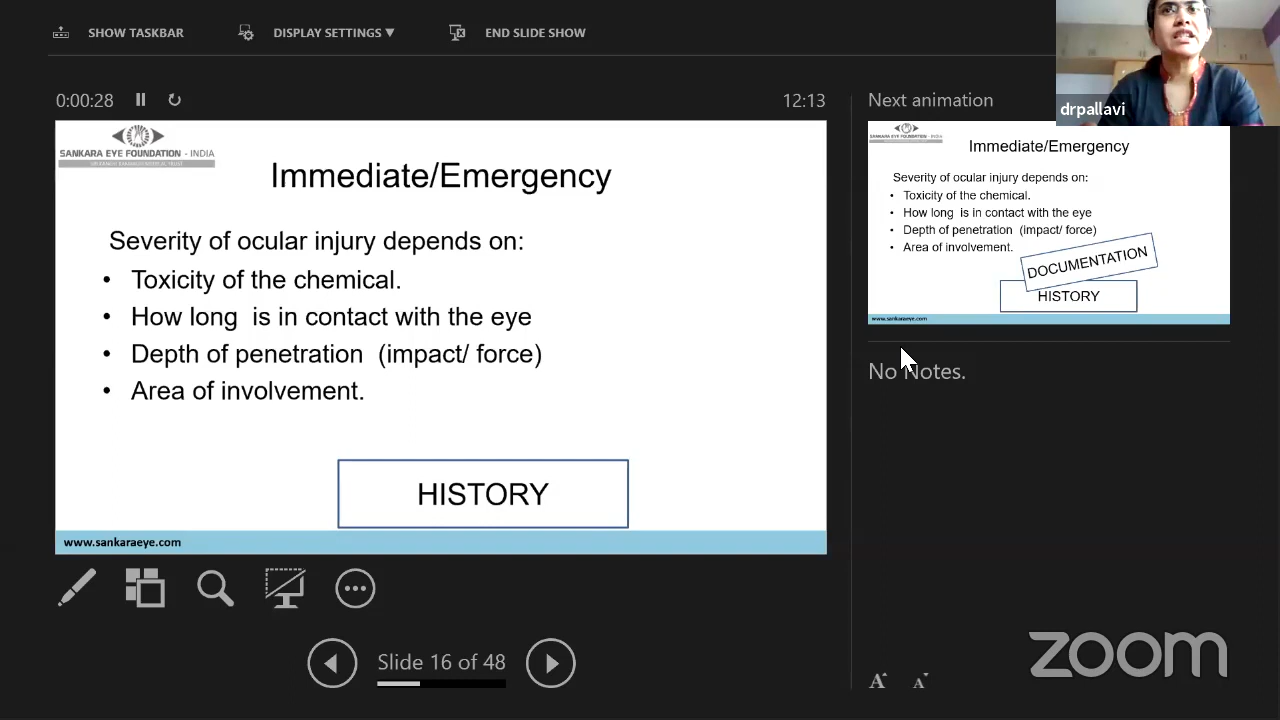 SHOW TASKBAR
DISPLAY SETTINGS ▼
END SLIDE SHOW
0:00:28
12:13
SANKARA EYE FOUNDATION - INDIA
Immediate/Emergency
Severity of ocular injury depends on:
• Toxicity of the chemical.
• How long is in contact with the eye
• Depth of penetration (impact/ force)
• Area of involvement.
HISTORY
www.sankaraeye.com
Slide 16 of 48
Next animation
drpallavi
SANKARA EYE FOUNDATION - INDIA
Immediate/Emergency
Severity of ocular injury depends on:
• Toxicity of the chemical.
• How long is in contact with the eye
• Depth of penetration (impact/ force)
• Area of involvement.
DOCUMENTATION
HISTORY
www.sankaraeye.com
No Notes.
zoom
A A